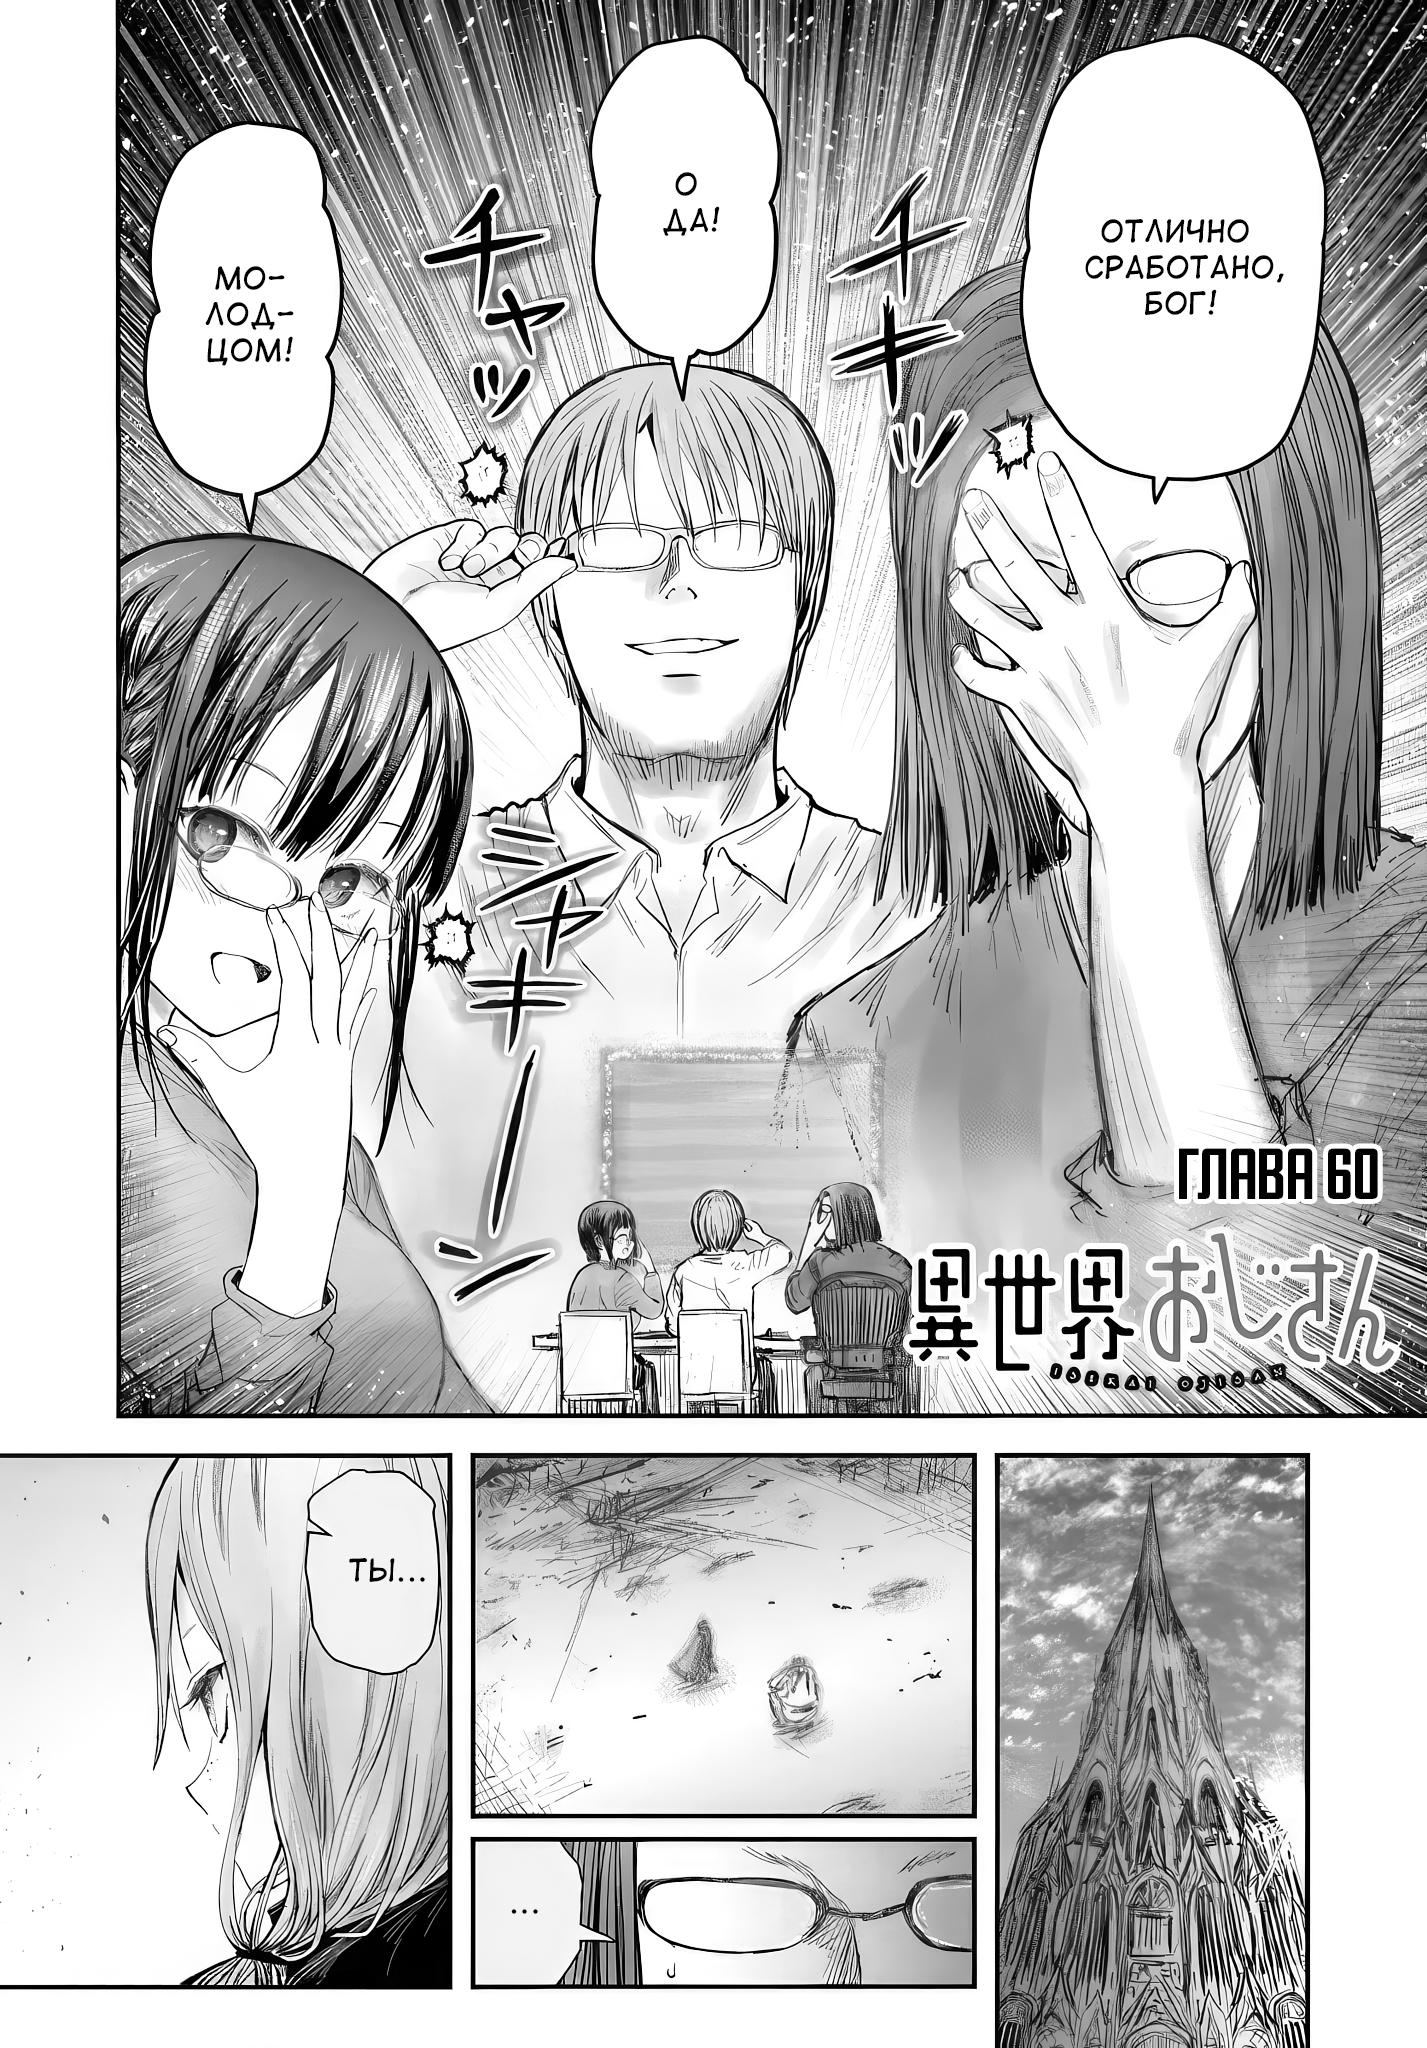 ОТЛИЧНО
СРАБОТАНО,
БОГ!
О
ДА!
МО-
ЛОД-
ЦОМ!
チキッ
チャッ
シャキーン
ГЛАВА 60
異世界おじさん
ISEKAI OJISAN
...
ТЫ...